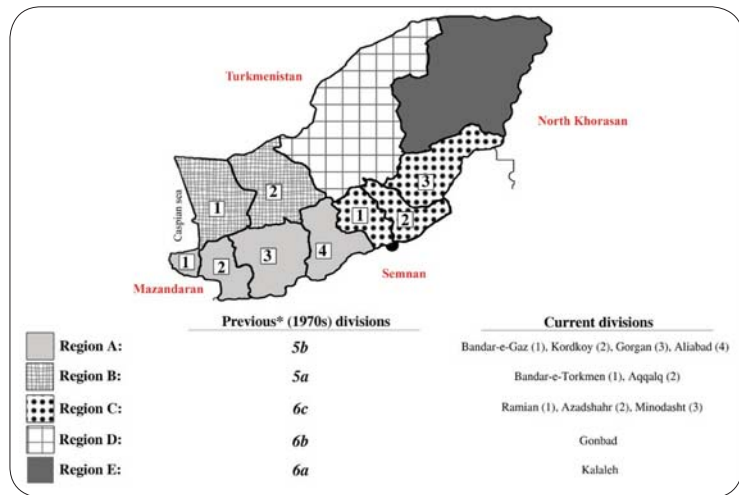 Turkmenistan
North Khorasan
Caspian sea
1
2
3
1
2
1
2
3
4
Mazandaran
Semnan
Previous* (1970s) divisions
Current divisions
Region A:
5b
Bandar-e-Gaz (1), Kordkoy (2), Gorgan (3), Aliabad (4)
Region B:
5a
Bandar-e-Torkmen (1), Aqqalq (2)
Region C:
6c
Ramian (1), Azadshahr (2), Minodasht (3)
Region D:
6b
Gonbad
Region E:
6a
Kalaleh